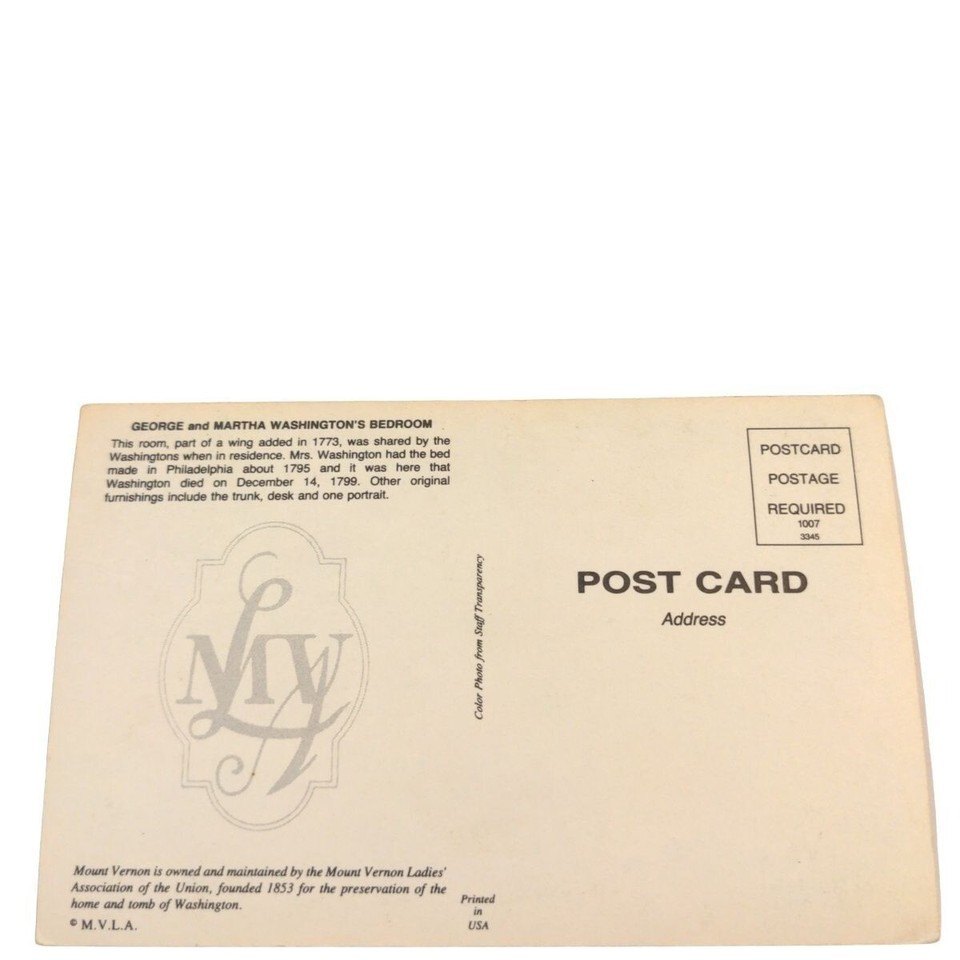 GEORGE and MARTHA WASHINGTON'S BEDROOM
This room, part of a wing added in 1773, was shared by the
Washingtons when in residence. Mrs. Washington had the bed
made in Philadelphia about 1795 and it was here that
Washington died on December 14, 1799. Other original
furnishings include the trunk, desk and one portrait.
MV
LA
Mount Vernon is owned and maintained by the Mount Vernon Ladies'
Association of the Union, founded 1853 for the preservation of the
home and tomb of Washington.
© M.V.L.A.
Color Photo from Staff Transparency
Printed
in
USA
POSTCARD
POSTAGE
REQUIRED
1007
3345
POST CARD
Address